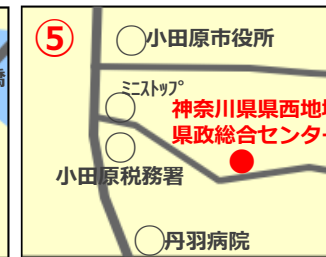 ⑤
小田原市役所
ミニストップ
神奈川県県西地域
県政総合センター
小田原税務署
丹羽病院